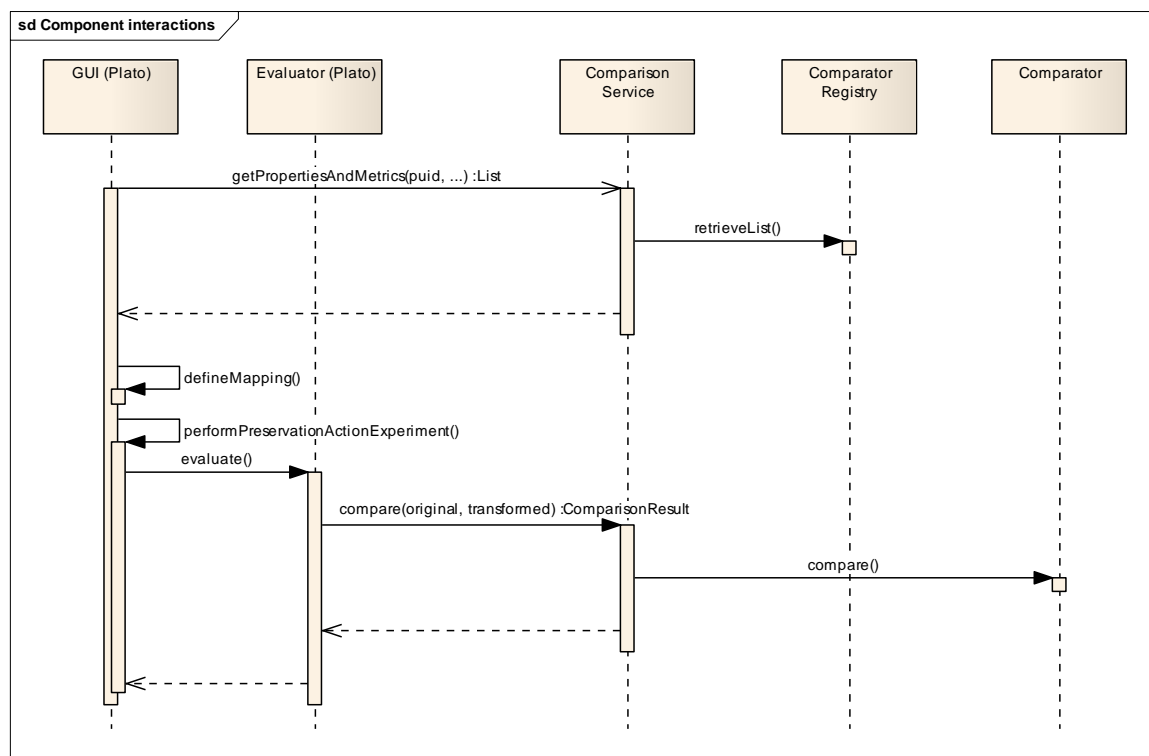 sd Component interactions
GUI (Plato)
Evaluator (Plato)
Comparison
Service
Comparator
Registry
Comparator
getPropertiesAndMetrics(puid, ...) :List
retrieveList()
defineMapping()
performPreservationActionExperiment()
evaluate()
compare(original, transformed) :ComparisonResult
compare()